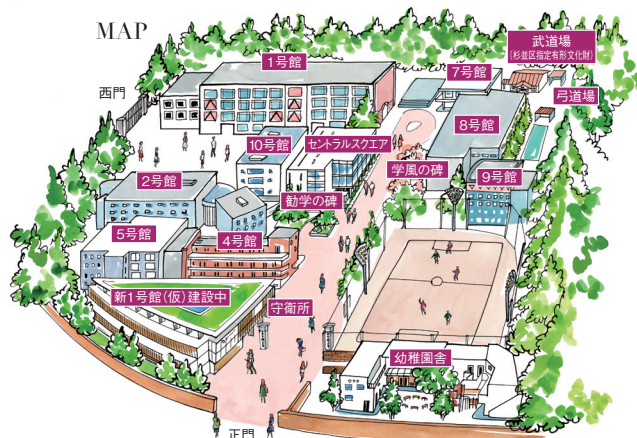 MAP
武道場
(杉並区指定有形文化財)
1号館
7号館
西門
弓道場
8号館
10号館
セントラルスクエア
学風の碑
9号館
2号館
勧学の碑
5号館
4号館
新1号館(仮)建設中
守衛所
幼稚園舎
正門